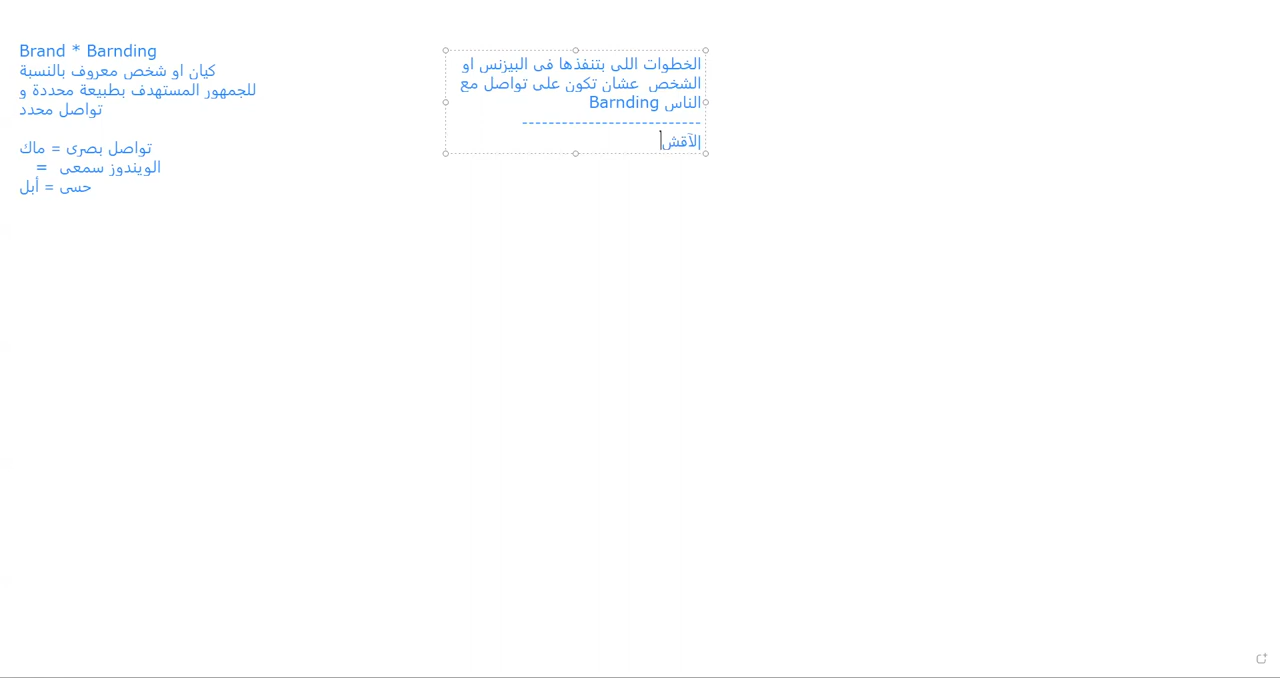 Brand * Barnding
كيان او شخص معروف بالنسبة
للجمهور المستهدف بطبيعة محددة و
تواصل محدد
تواصل بصرى = ماك
الويندوز سمعى =
حسى = أبل
الخطوات اللى بتنفذها فى البيزنس او
الشخص عشان تكون على تواصل مع
الناس Barnding
---------------------------
إلآقش